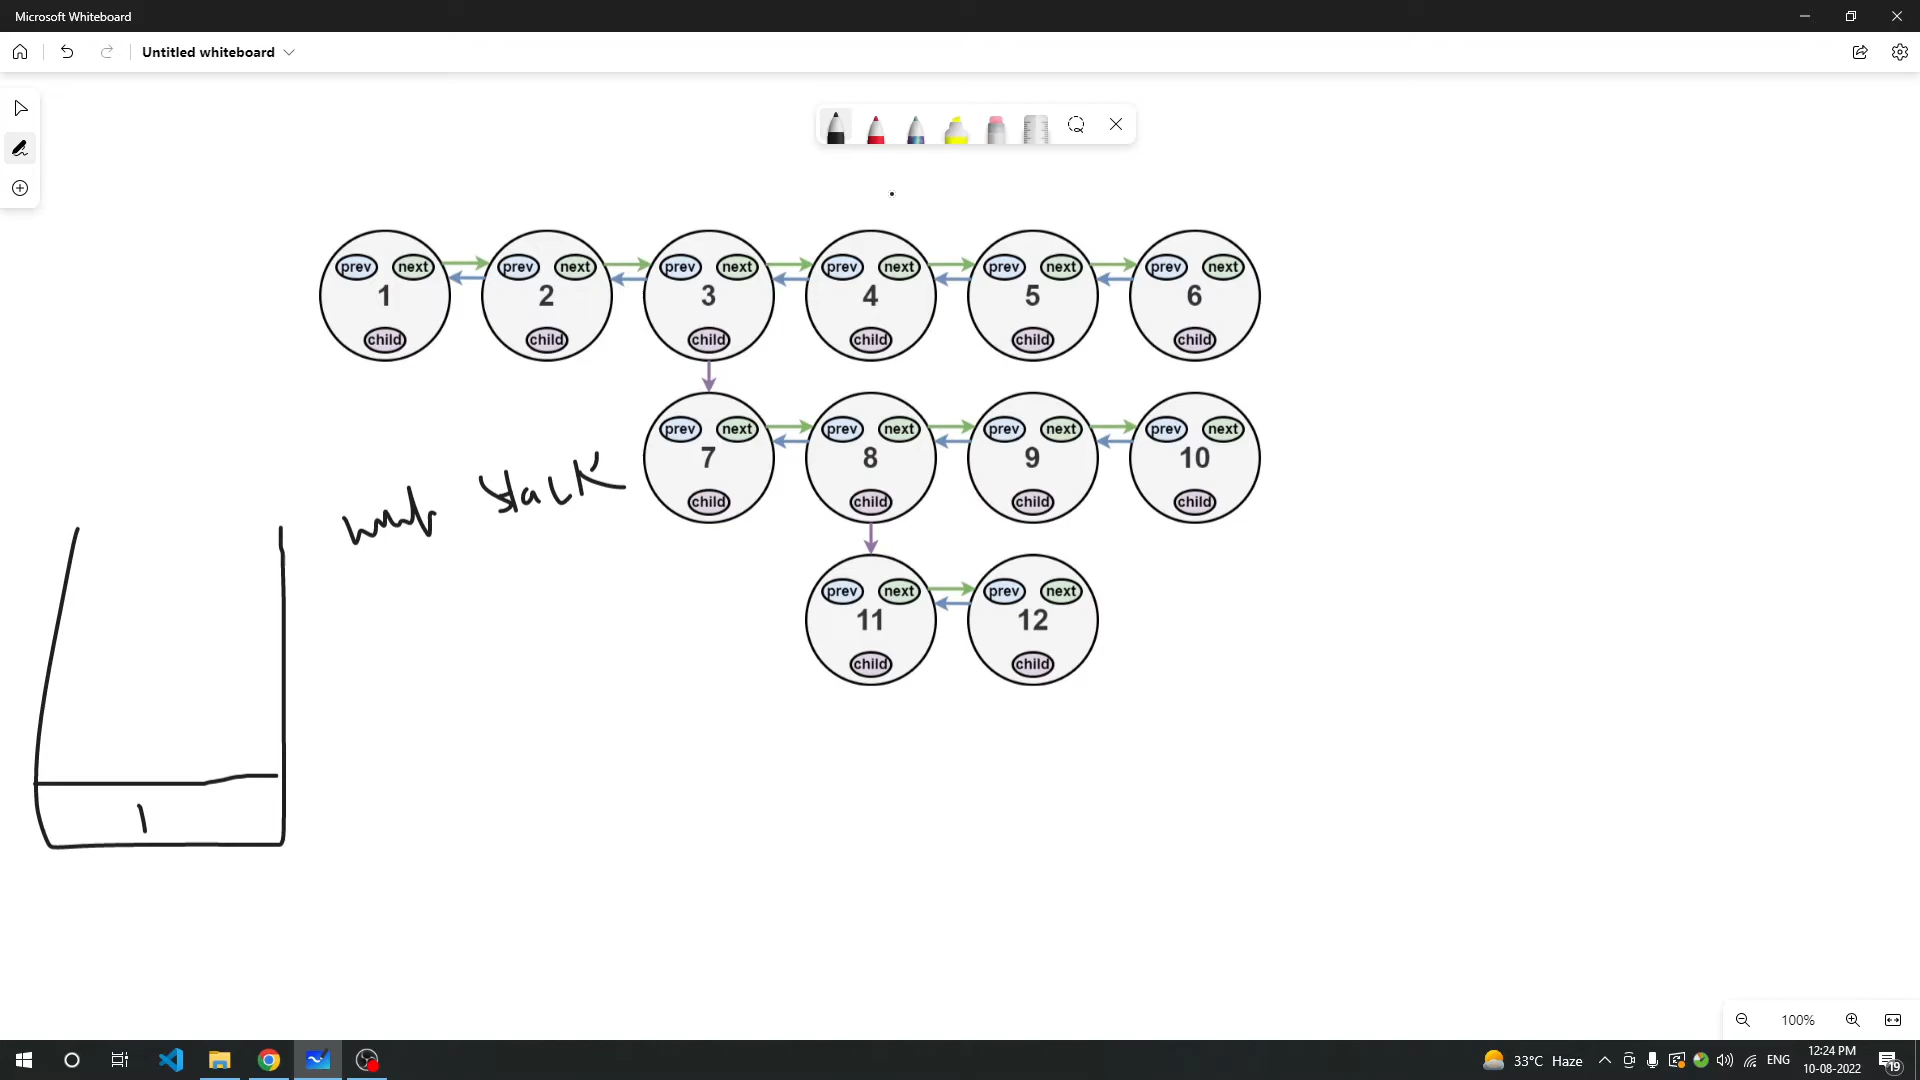 Microsoft Whiteboard
Untitled whiteboard
prev next prev next prev next prev next prev next prev next
1 2 3 4 5 6
child child child child child child
prev next prev next prev next prev next
7 8 9 10
child child child child
stack
prev next prev next
11 12
child child
1
100%
33°C Haze ENG 12:24 PM
10-08-2022 19